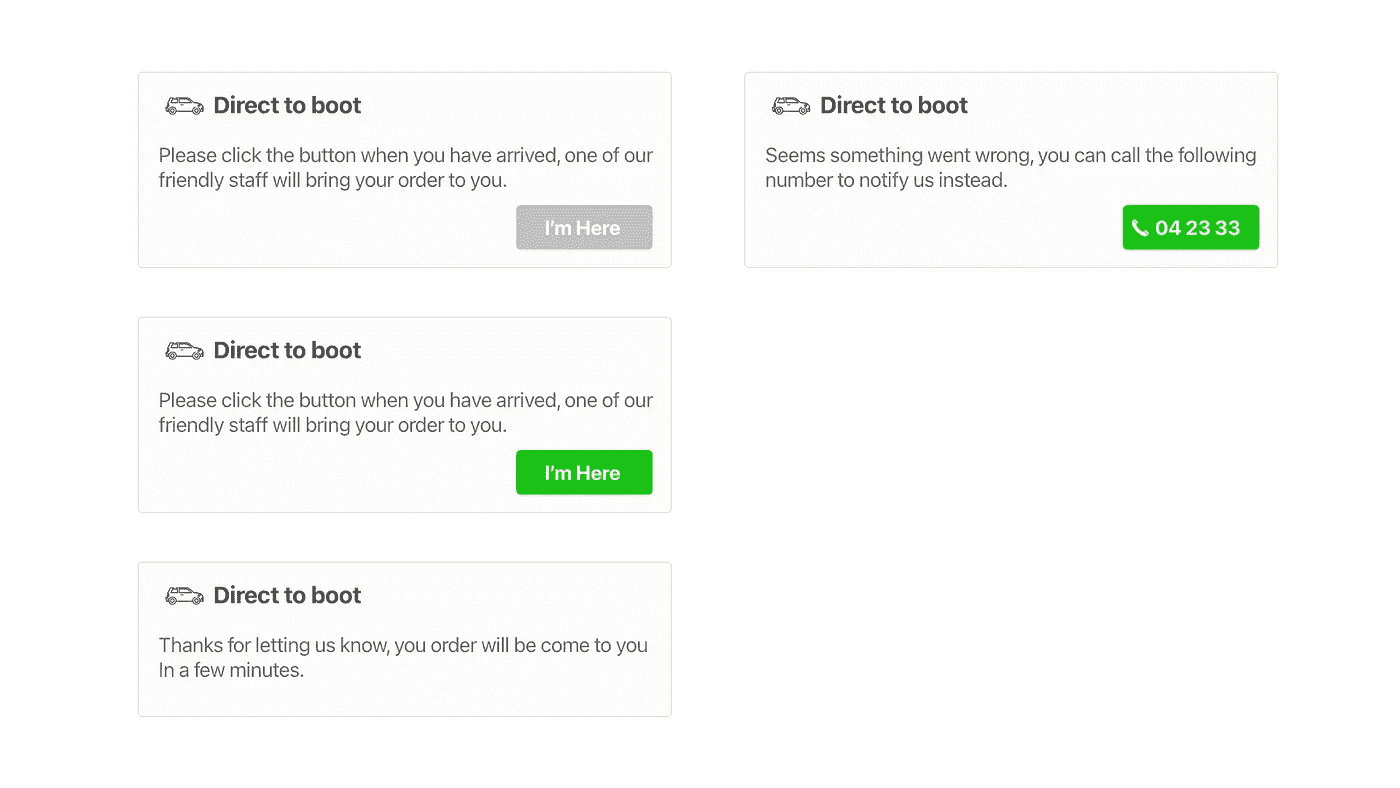 Direct to boot
Please click the button when you have arrived, one of our
friendly staff will bring your order to you.
I'm Here
Direct to boot
Seems something went wrong, you can call the following
number to notify us instead.
04 23 33
Direct to boot
Please click the button when you have arrived, one of our
friendly staff will bring your order to you.
I'm Here
Direct to boot
Thanks for letting us know, you order will be come to you
In a few minutes.